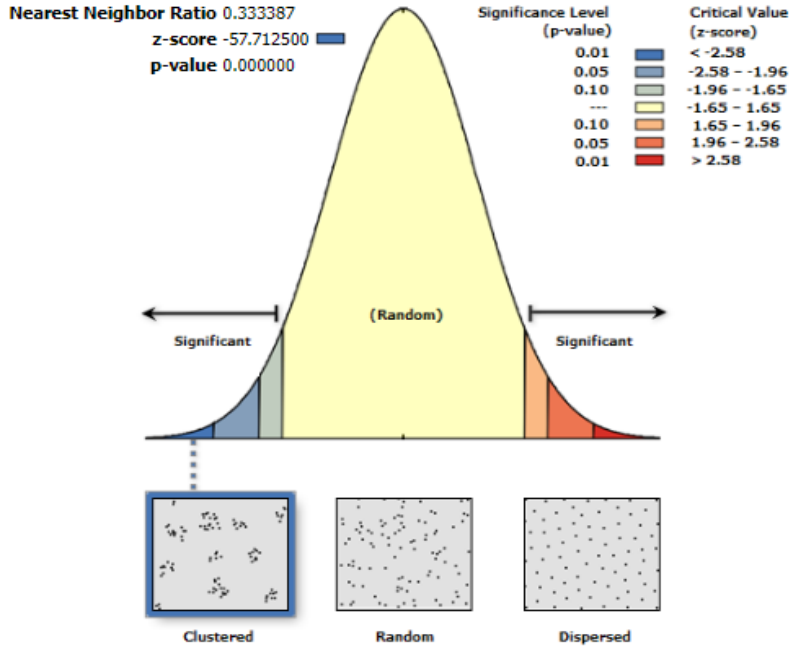 Nearest Neighbor Ratio 0.333387
z-score -57.712500
p-value 0.000000
Significance Level
(p-value)
Critical Value
(z-score)
0.01 < -2.58
0.05 -2.58 – -1.96
0.10 -1.96 – -1.65
--- -1.65 – 1.65
0.10 1.65 – 1.96
0.05 1.96 – 2.58
0.01 > 2.58
(Random)
Significant
Significant
Clustered
Random
Dispersed